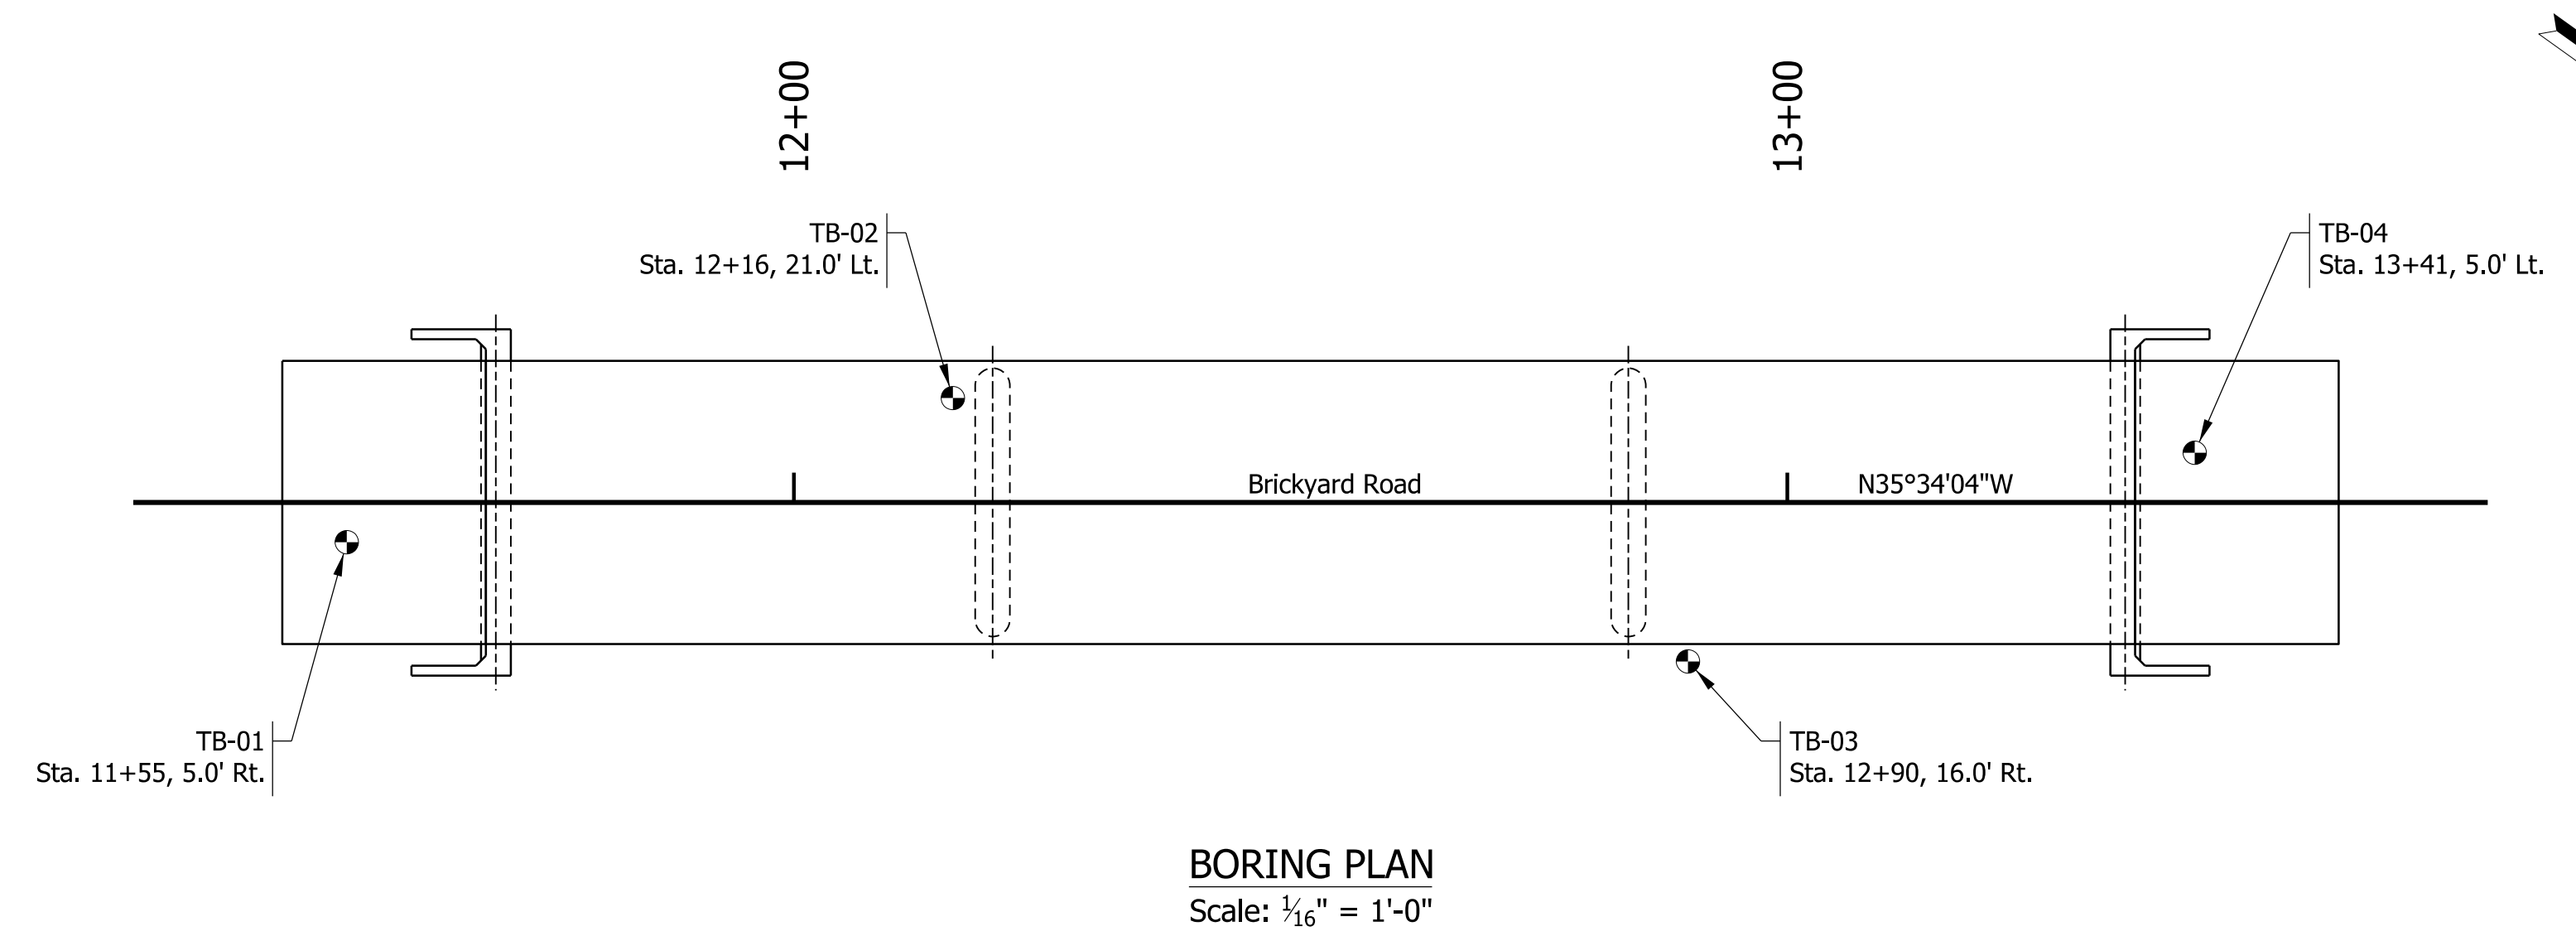 12+00
13+00
TB-02
Sta. 12+16, 21.0' Lt.
TB-04
Sta. 13+41, 5.0' Lt.
Brickyard Road
N35°34'04"W
TB-01
Sta. 11+55, 5.0' Rt.
TB-03
Sta. 12+90, 16.0' Rt.
BORING PLAN
Scale: 1/16" = 1'-0"